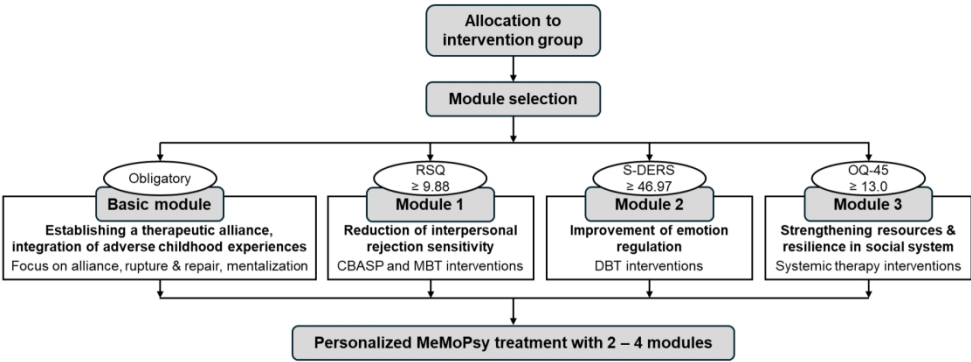 Allocation to
intervention group
Module selection
Obligatory
Basic module
Establishing a therapeutic alliance,
integration of adverse childhood experiences
Focus on alliance, rupture & repair, mentalization
RSQ
≥ 9.88
Module 1
Reduction of interpersonal
rejection sensitivity
CBASP and MBT interventions
S-DERS
≥ 46.97
Module 2
Improvement of emotion
regulation
DBT interventions
OQ-45
≥ 13.0
Module 3
Strengthening resources &
resilience in social system
Systemic therapy interventions
Personalized MeMoPsy treatment with 2 – 4 modules